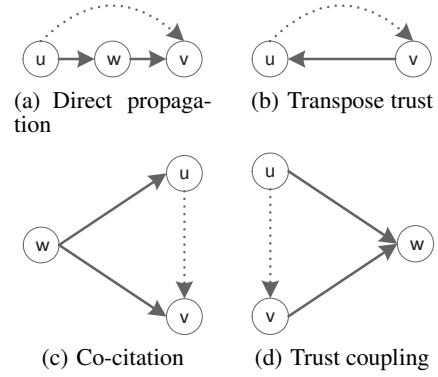 u w v
u v
(a) Direct propaga-
tion
(b) Transpose trust
u
w
v
u
w
v
(c) Co-citation
(d) Trust coupling